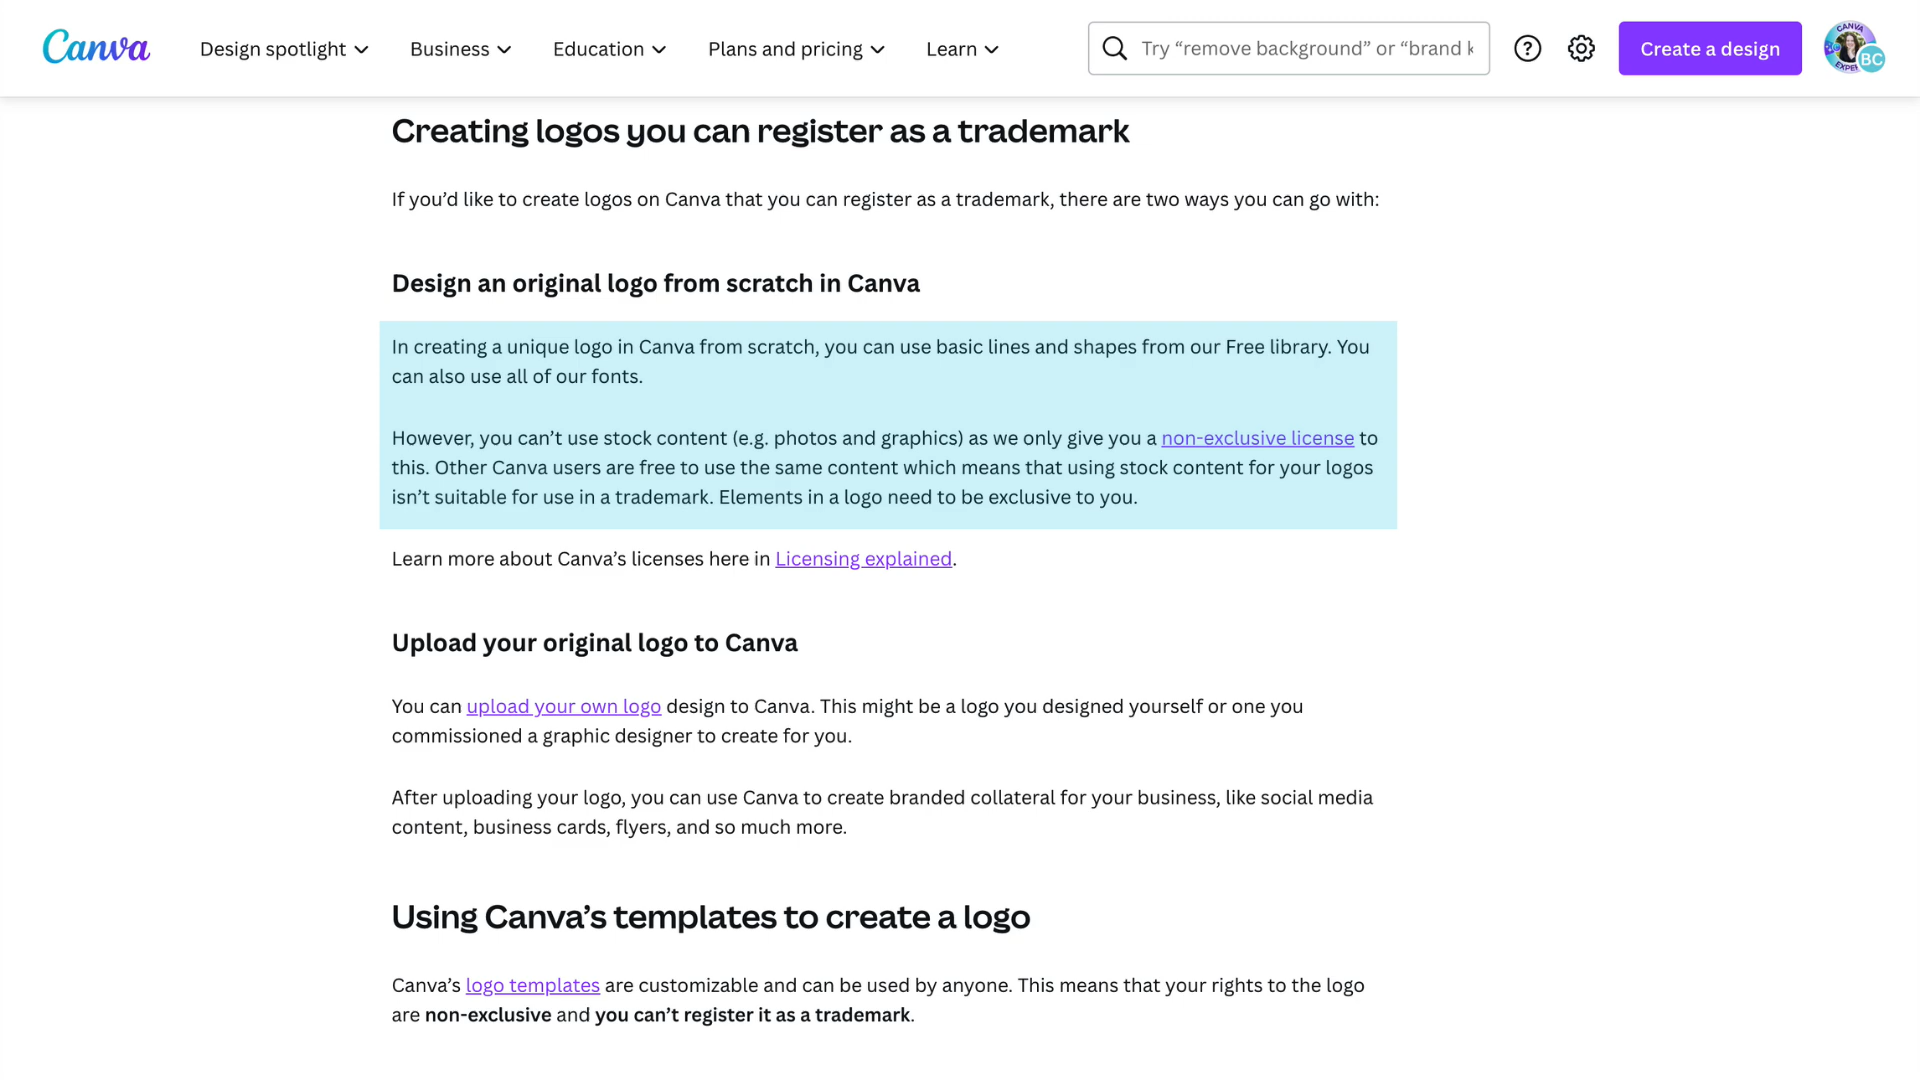 Canva
Design spotlight
Business
Education
Plans and pricing
Learn
Try “remove background” or “brand k
Create a design
CANVA
BC
Creating logos you can register as a trademark
If you’d like to create logos on Canva that you can register as a trademark, there are two ways you can go with:
Design an original logo from scratch in Canva
In creating a unique logo in Canva from scratch, you can use basic lines and shapes from our Free library. You
can also use all of our fonts.
However, you can’t use stock content (e.g. photos and graphics) as we only give you a non-exclusive license to
this. Other Canva users are free to use the same content which means that using stock content for your logos
isn’t suitable for use in a trademark. Elements in a logo need to be exclusive to you.
Learn more about Canva’s licenses here in Licensing explained.
Upload your original logo to Canva
You can upload your own logo design to Canva. This might be a logo you designed yourself or one you
commissioned a graphic designer to create for you.
After uploading your logo, you can use Canva to create branded collateral for your business, like social media
content, business cards, flyers, and so much more.
Using Canva’s templates to create a logo
Canva’s logo templates are customizable and can be used by anyone. This means that your rights to the logo
are non-exclusive and you can’t register it as a trademark.